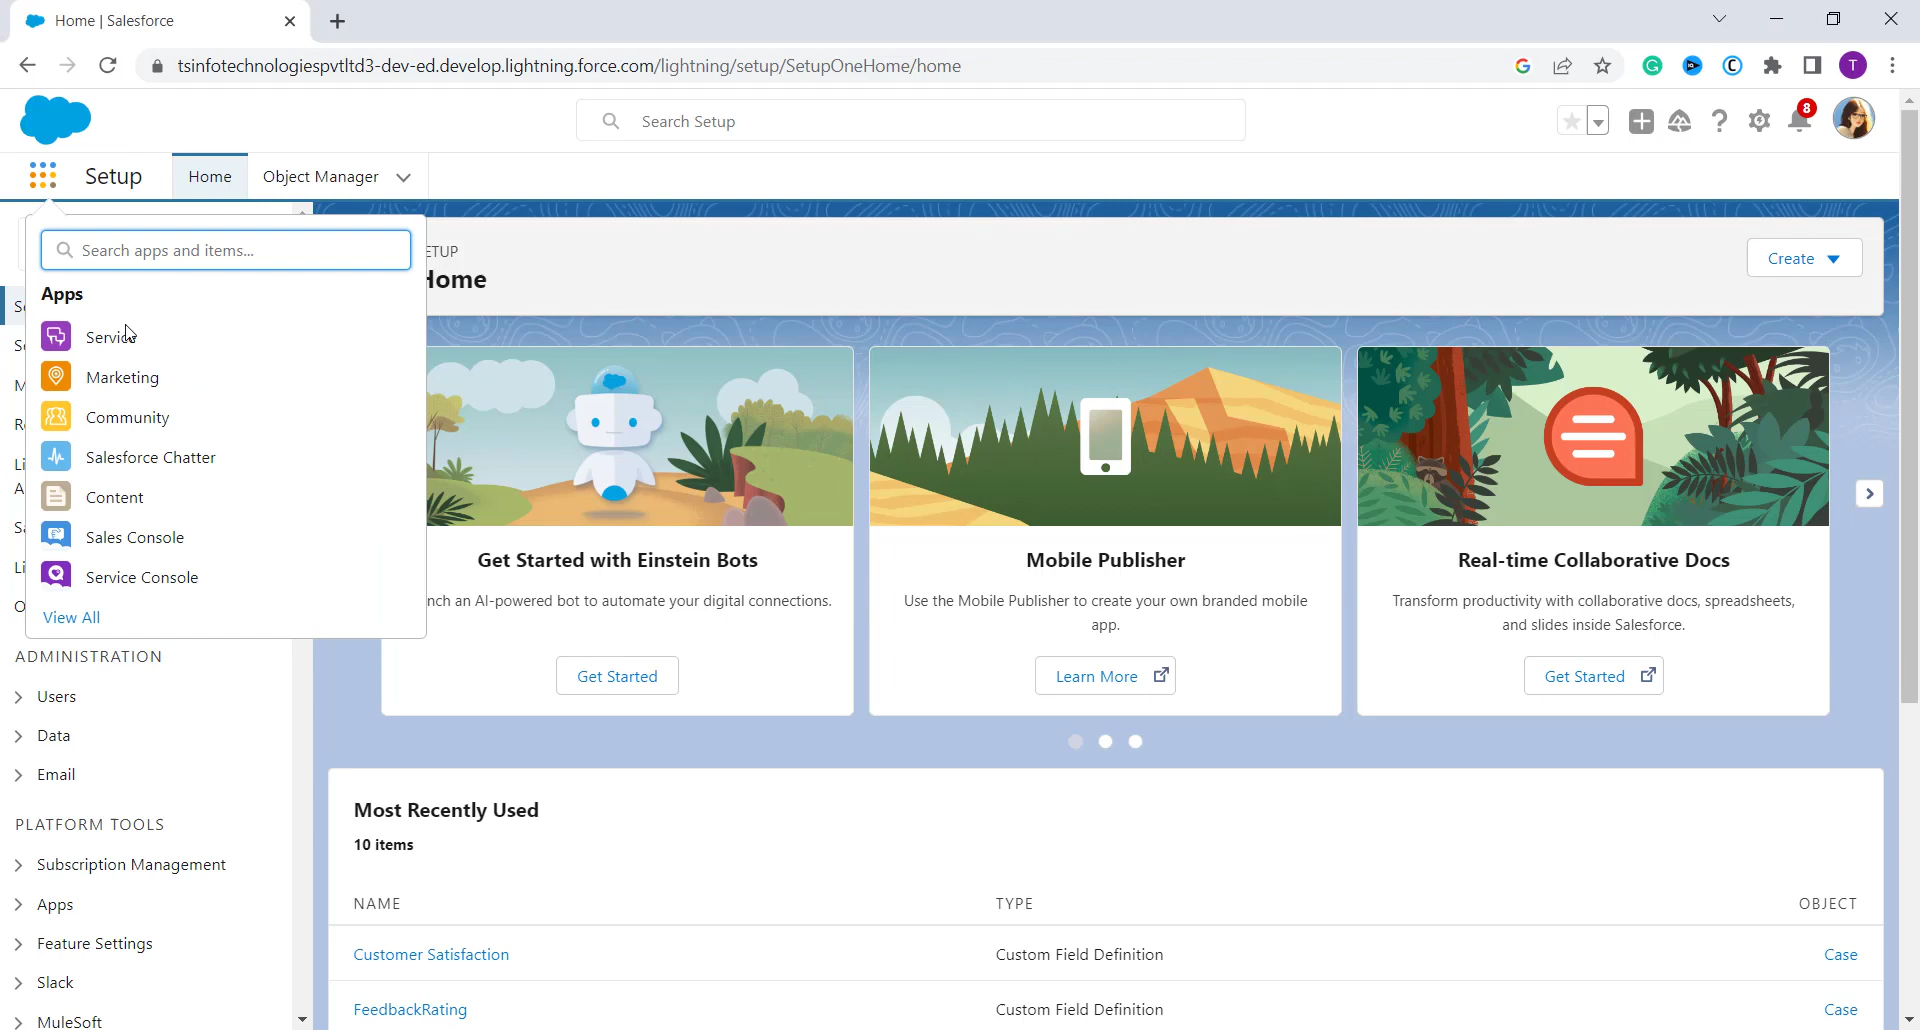 Home | Salesforce
tsinfotechnologiespvtltd3-dev-ed.develop.lightning.force.com/lightning/setup/SetupOneHome/home
T
Search Setup
8
Setup
Home
Object Manager
Search apps and items...
Apps
Service
Marketing
Community
Salesforce Chatter
Content
Sales Console
Service Console
View All
ETUP
Home
Create
Get Started with Einstein Bots
nch an AI-powered bot to automate your digital connections.
Get Started
Mobile Publisher
Use the Mobile Publisher to create your own branded mobile
app.
Learn More
Real-time Collaborative Docs
Transform productivity with collaborative docs, spreadsheets,
and slides inside Salesforce.
Get Started
ADMINISTRATION
Users
Data
Email
PLATFORM TOOLS
Subscription Management
Apps
Feature Settings
Slack
MuleSoft
Most Recently Used
10 items
NAME TYPE OBJECT
Customer Satisfaction Custom Field Definition Case
FeedbackRating Custom Field Definition Case